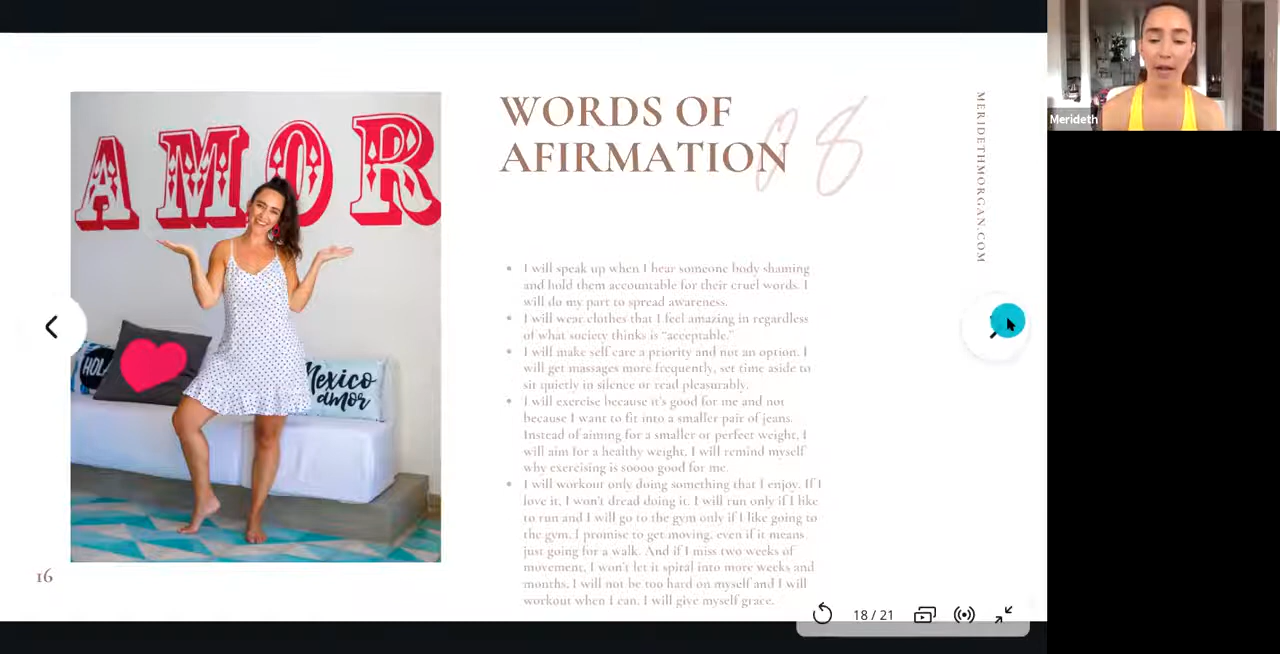 AMOR
HOL
Mexico
amor
16
WORDS OF
AFIRMATION
08
I will speak up when I hear someone body shaming
and hold them accountable for their cruel words. I
will do my part to spread awareness.
I will wear clothes that I feel amazing in regardless
of what society thinks is "acceptable."
I will make self care a priority and not an option. I
will get massages more frequently, set time aside to
sit quietly in silence or read pleasurably.
I will exercise because it's good for me and not
because I want to fit into a smaller pair of jeans.
Instead of aiming for a smaller or perfect weight, I
will aim for a healthy weight. I will remind myself
why exercising is soooo good for me.
I will workout only doing something that I enjoy. If I
love it, I won't dread doing it. I will run only if I like
to run and I will go to the gym only if I like going to
the gym. I promise to get moving, even if it means
just going for a walk. And if I miss two weeks of
movement, I won't let it spiral into more weeks and
months. I will not be too hard on myself and I will
workout when I can. I will give myself grace.
MERIDETHMORGAN.COM
18 / 21
Merideth